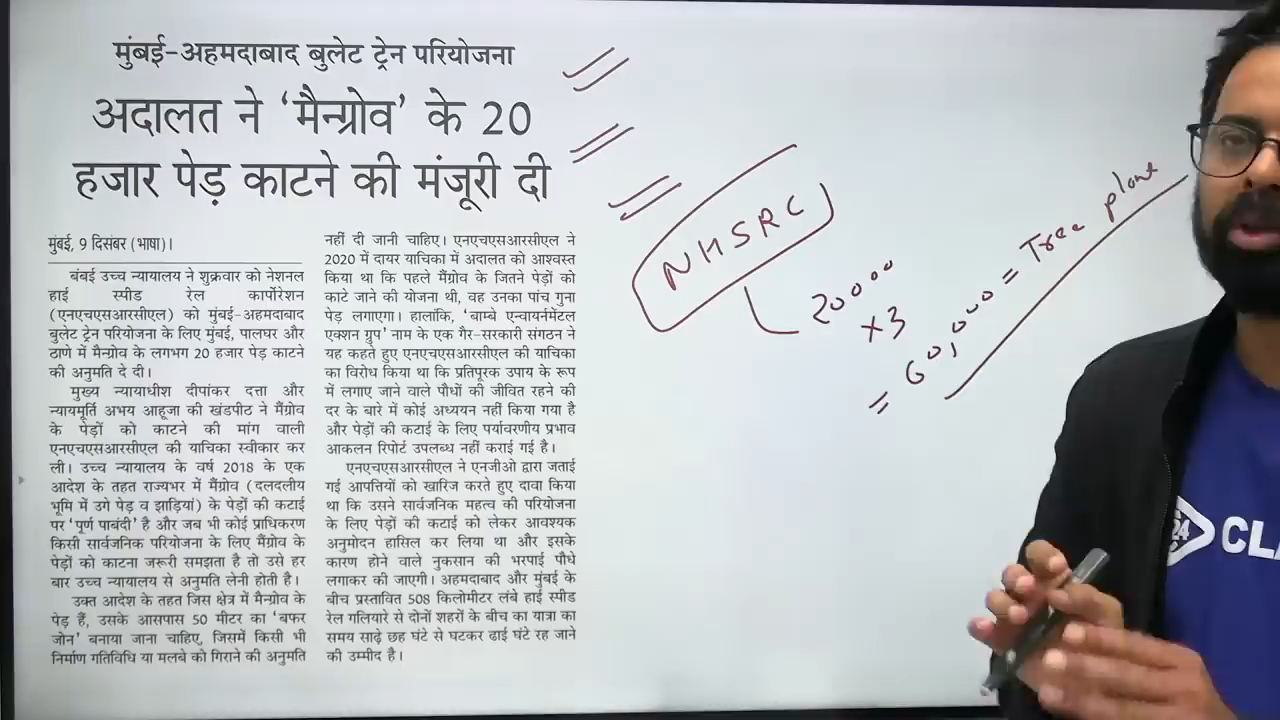 मुंबई-अहमदाबाद बुलेट ट्रेन परियोजना
अदालत ने ‘मैन्ग्रोव’ के 20
हजार पेड़ काटने की मंजूरी दी
मुंबई, 9 दिसंबर (भाषा)।
बंबई उच्च न्यायालय ने शुक्रवार को नेशनल
हाई स्पीड रेल कार्पोरेशन
(एनएचएसआरसीएल) को मुंबई-अहमदाबाद
बुलेट ट्रेन परियोजना के लिए मुंबई, पालघर और
ठाणे में मैन्ग्रोव के लगभग 20 हजार पेड़ काटने
की अनुमति दे दी।
मुख्य न्यायाधीश दीपांकर दत्ता और
न्यायमूर्ति अभय आहूजा की खंडपीठ ने मैंग्रोव
के पेड़ों को काटने की मांग वाली
एनएचएसआरसीएल की याचिका स्वीकार कर
ली। उच्च न्यायालय के वर्ष 2018 के एक
आदेश के तहत राज्यभर में मैंग्रोव (दलदलीय
भूमि में उगे पेड़ व झाड़ियां) के पेड़ों की कटाई
पर ‘पूर्ण पाबंदी’ है और जब भी कोई प्राधिकरण
किसी सार्वजनिक परियोजना के लिए मैंग्रोव के
पेड़ों को काटना जरूरी समझता है तो उसे हर
बार उच्च न्यायालय से अनुमति लेनी होती है।
उक्त आदेश के तहत जिस क्षेत्र में मैन्ग्रोव के
पेड़ हैं, उसके आसपास 50 मीटर का ‘बफर
जोन’ बनाया जाना चाहिए, जिसमें किसी भी
निर्माण गतिविधि या मलबे को गिराने की अनुमति
नहीं दी जानी चाहिए। एनएचएसआरसीएल ने
2020 में दायर याचिका में अदालत को आश्वस्त
किया था कि पहले मैंग्रोव के जितने पेड़ों को
काटे जाने की योजना थी, वह उनका पांच गुना
पेड़ लगाएगा। हालांकि, ‘बाम्बे एन्वायर्नमेंटल
एक्शन ग्रुप’ नाम के एक गैर-सरकारी संगठन ने
यह कहते हुए एनएचएसआरसीएल की याचिका
का विरोध किया था कि प्रतिपूरक उपाय के रूप
में लगाए जाने वाले पौधों की जीवित रहने की
दर के बारे में कोई अध्ययन नहीं किया गया है
और पेड़ों की कटाई के लिए पर्यावरणीय प्रभाव
आकलन रिपोर्ट उपलब्ध नहीं कराई गई है।
एनएचएसआरसीएल ने एनजीओ द्वारा जताई
गई आपत्तियों को खारिज करते हुए दावा किया
था कि उसने सार्वजनिक महत्व की परियोजना
के लिए पेड़ों की कटाई को लेकर आवश्यक
अनुमोदन हासिल कर लिया था और इसके
कारण होने वाले नुकसान की भरपाई पौधे
लगाकर की जाएगी। अहमदाबाद और मुंबई के
बीच प्रस्तावित 508 किलोमीटर लंबे हाई स्पीड
रेल गलियारे से दोनों शहरों के बीच का यात्रा का
समय साढ़े छह घंटे से घटकर ढाई घंटे रह जाने
की उम्मीद है।
NHSRC
20000
×3
= 60,000 = Tree plant
24
CL